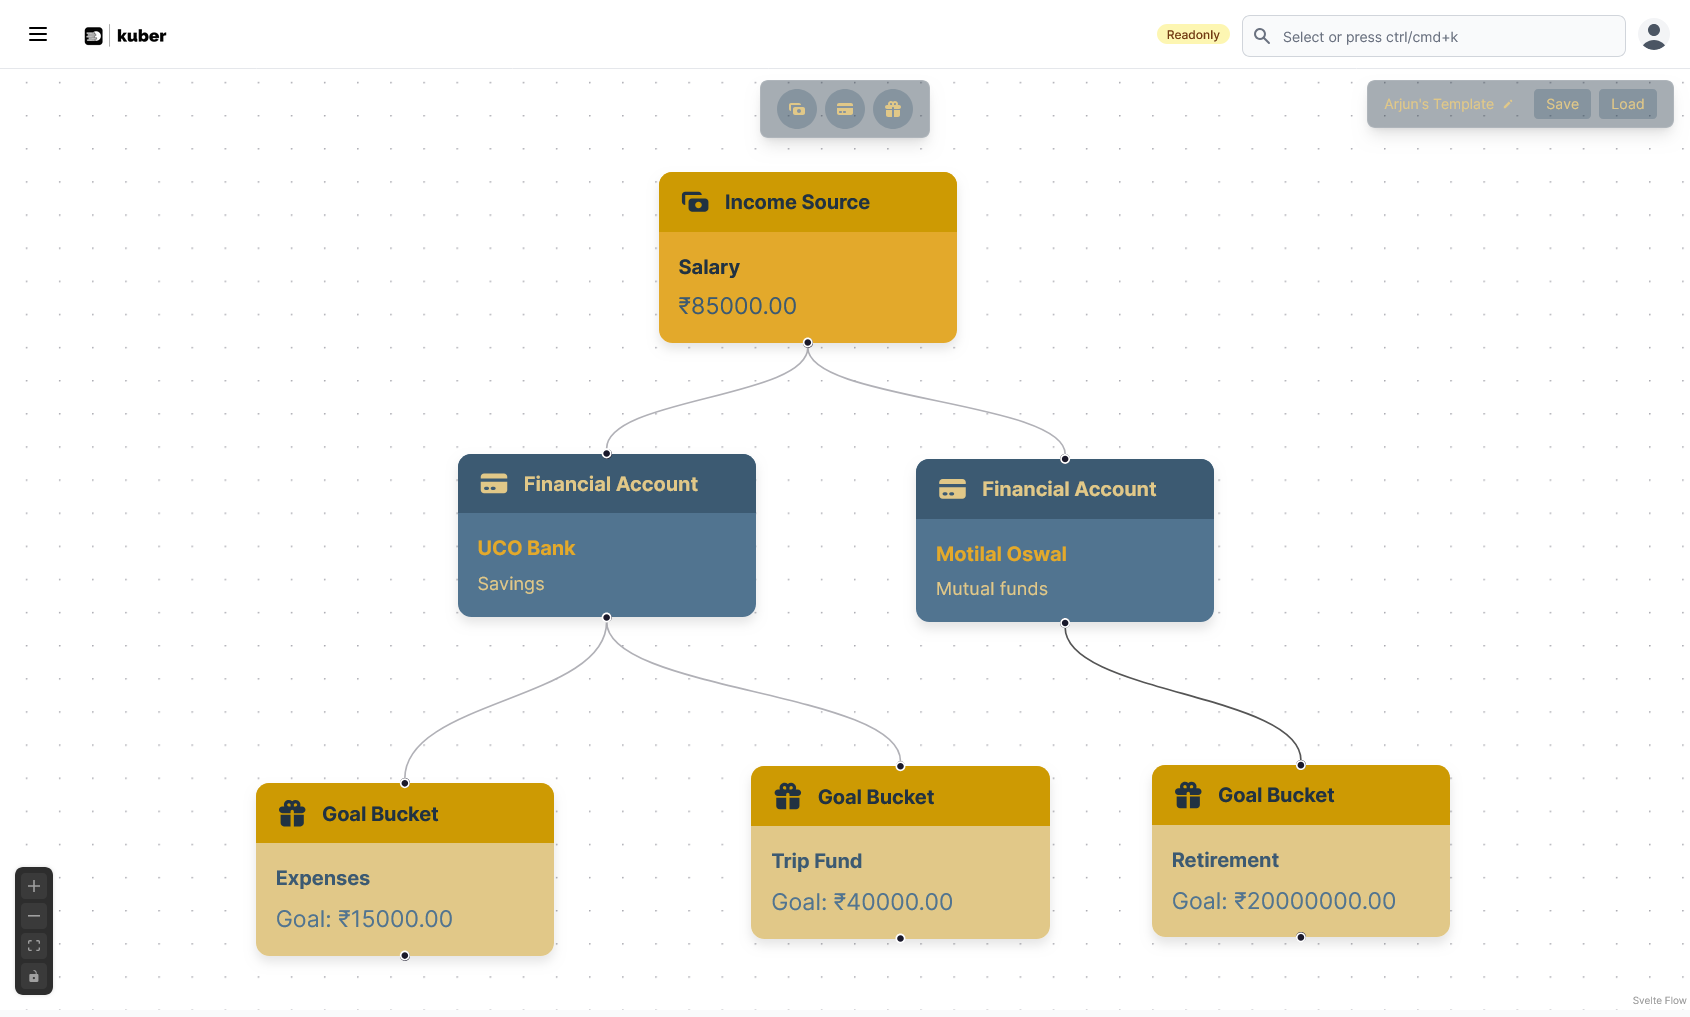 kuber
Readonly
Select or press ctrl/cmd+k
Arjun's Template
Save
Load
Income Source
Salary
₹85000.00
Financial Account
UCO Bank
Savings
Financial Account
Motilal Oswal
Mutual funds
Goal Bucket
Expenses
Goal: ₹15000.00
Goal Bucket
Trip Fund
Goal: ₹40000.00
Goal Bucket
Retirement
Goal: ₹20000000.00
Svelte Flow